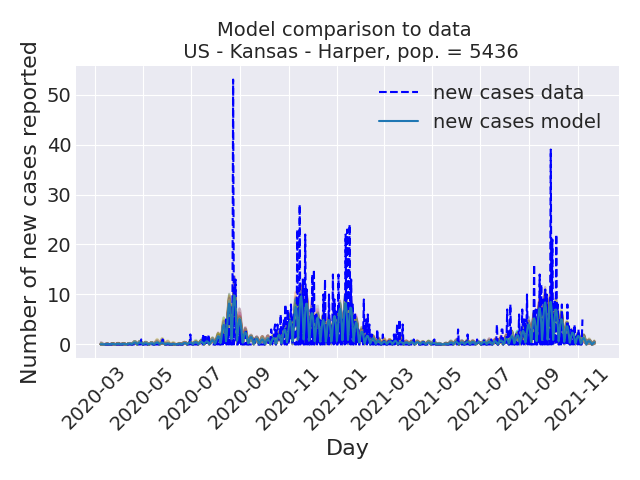 Model comparison to data
US - Kansas - Harper, pop. = 5436
Number of new cases reported
50
40
30
20
10
0
new cases data
new cases model
2020-03
2020-05
2020-07
2020-09
2020-11
2021-01
2021-03
2021-05
2021-07
2021-09
2021-11
Day